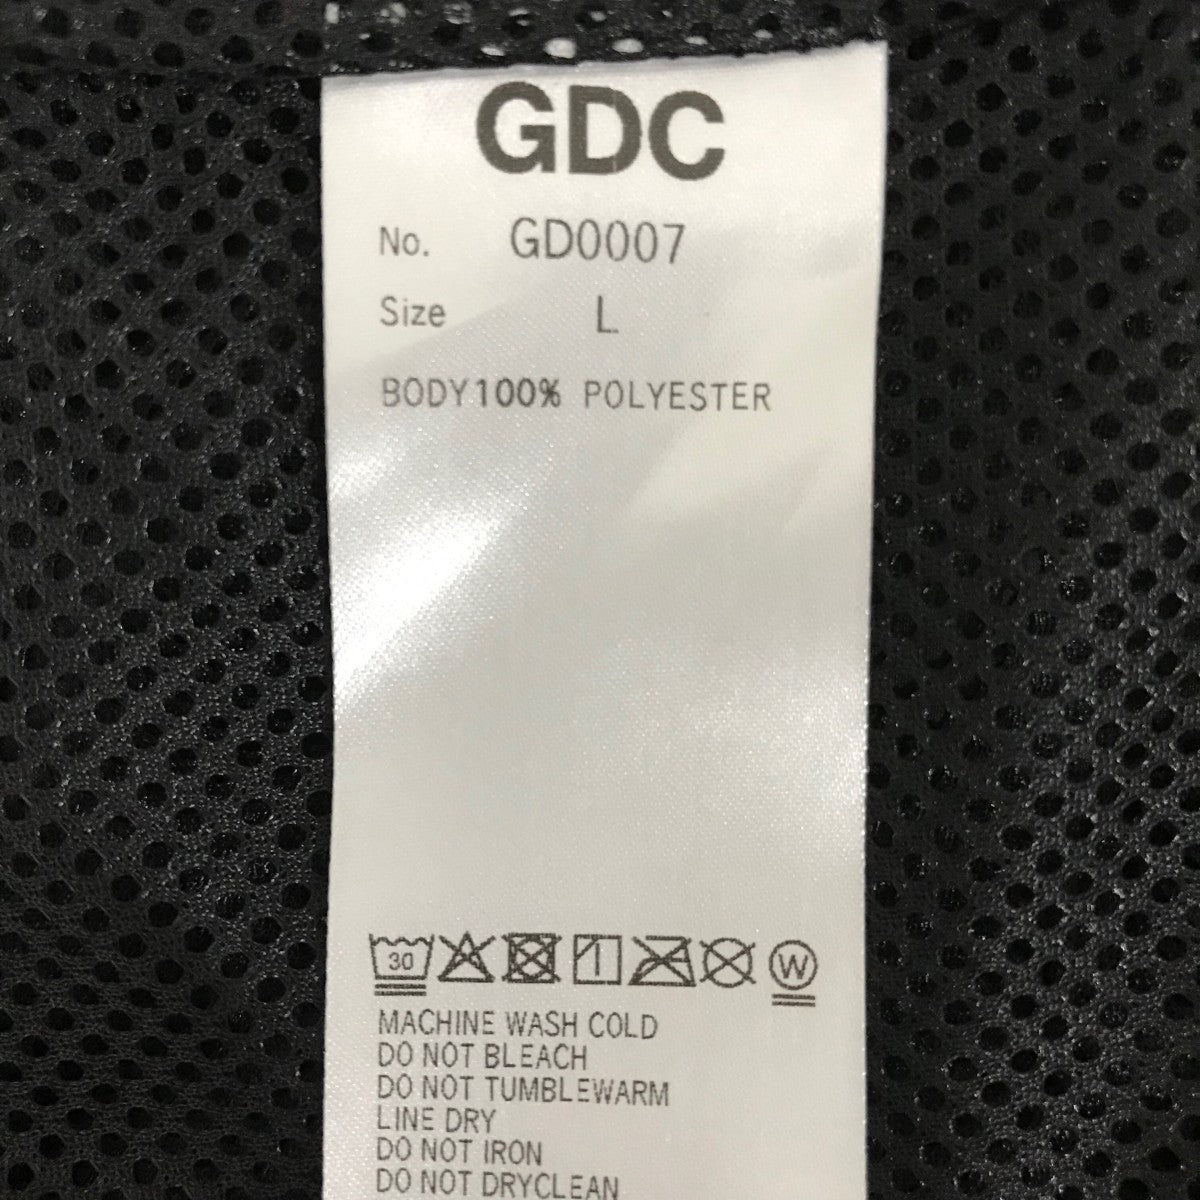 GDC
No. GD0007
Size L
BODY100% POLYESTER
30
W
MACHINE WASH COLD
DO NOT BLEACH
DO NOT TUMBLEWARM
LINE DRY
DO NOT IRON
DO NOT DRYCLEAN